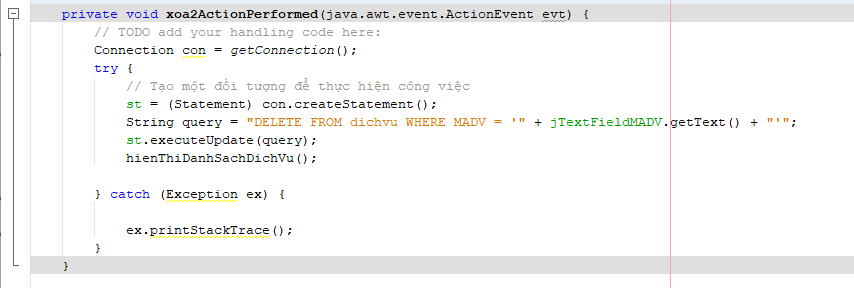 private void xoa2ActionPerformed(java.awt.event.ActionEvent evt) {
// TODO add your handling code here:
Connection con = getConnection();
try {
// Tạo một đối tượng để thực hiện công việc
st = (Statement) con.createStatement();
String query = "DELETE FROM dichvu WHERE MADV = '" + jTextFieldMADV.getText() + "'";
st.executeUpdate(query);
hienThiDanhSachDichVu();
} catch (Exception ex) {
ex.printStackTrace();
}
}